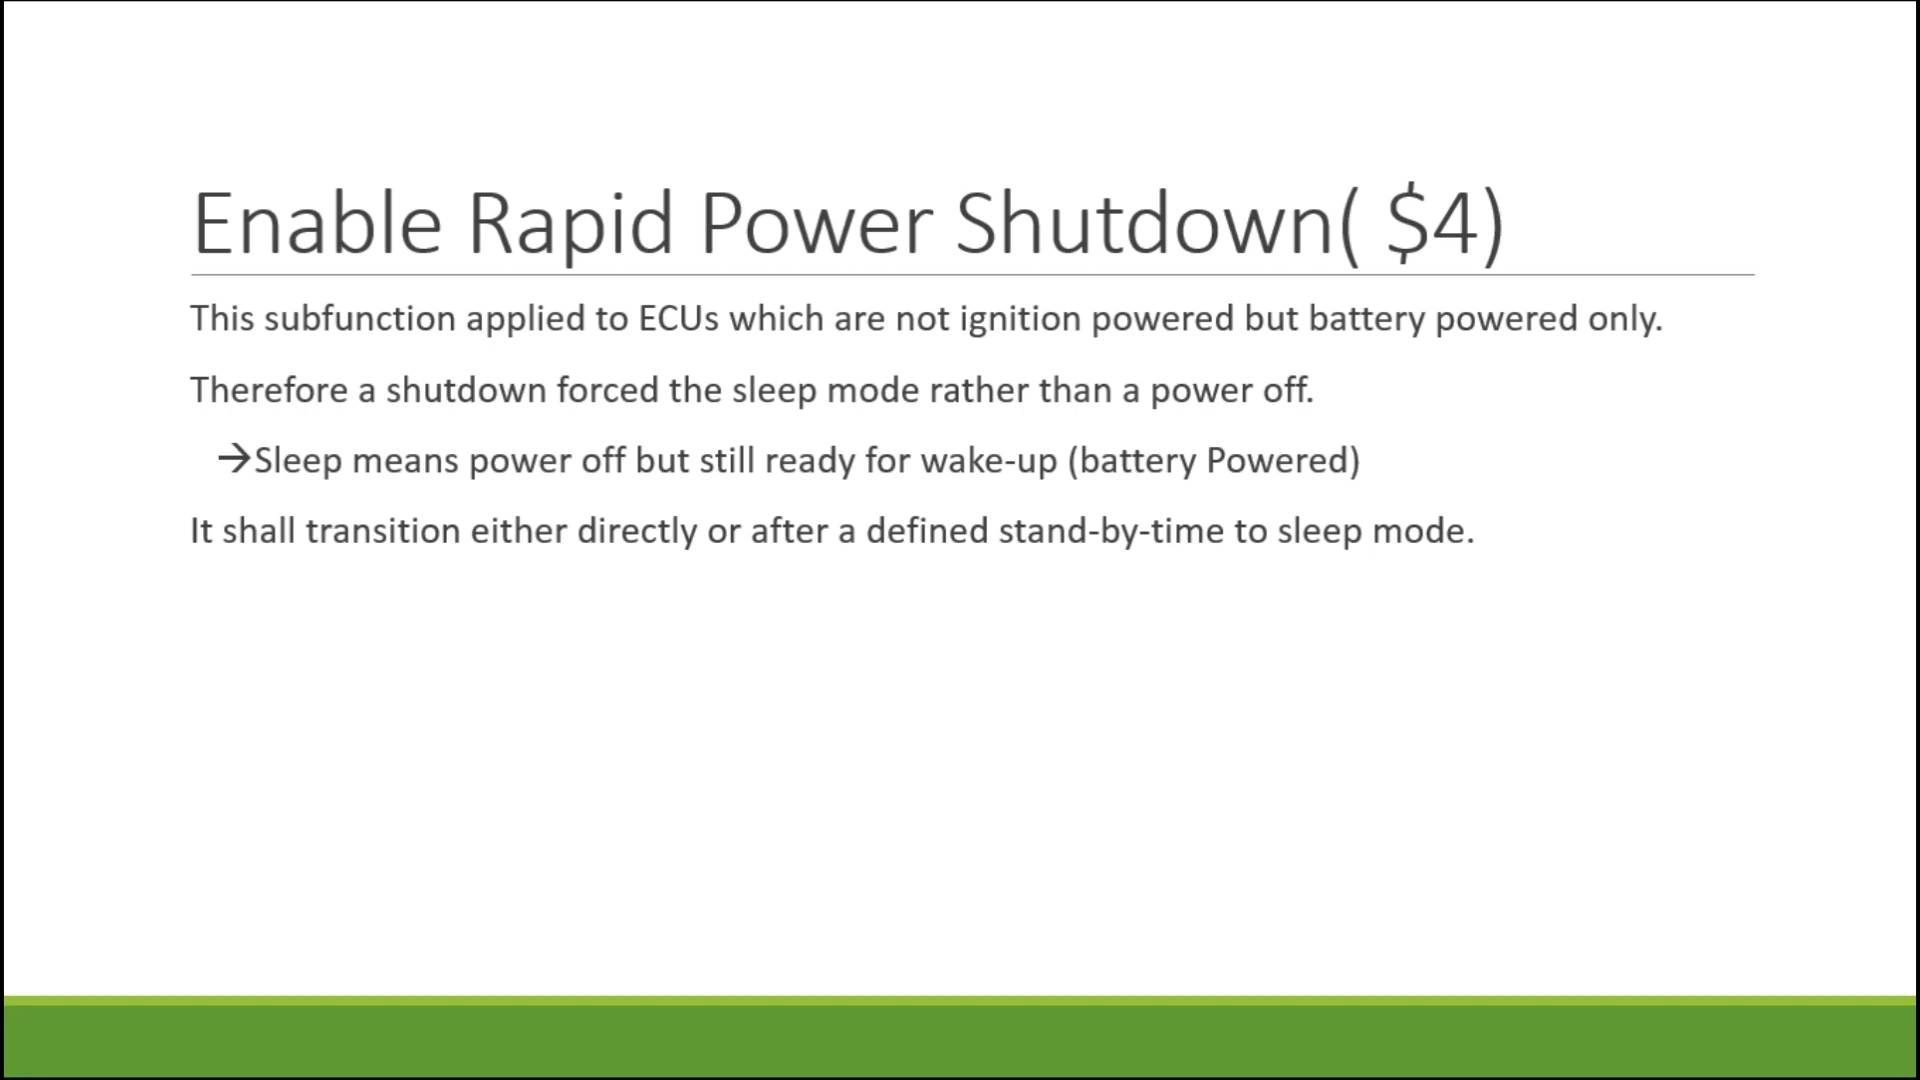 Enable Rapid Power Shutdown( $4)
This subfunction applied to ECUs which are not ignition powered but battery powered only.
Therefore a shutdown forced the sleep mode rather than a power off.
→Sleep means power off but still ready for wake-up (battery Powered)
It shall transition either directly or after a defined stand-by-time to sleep mode.